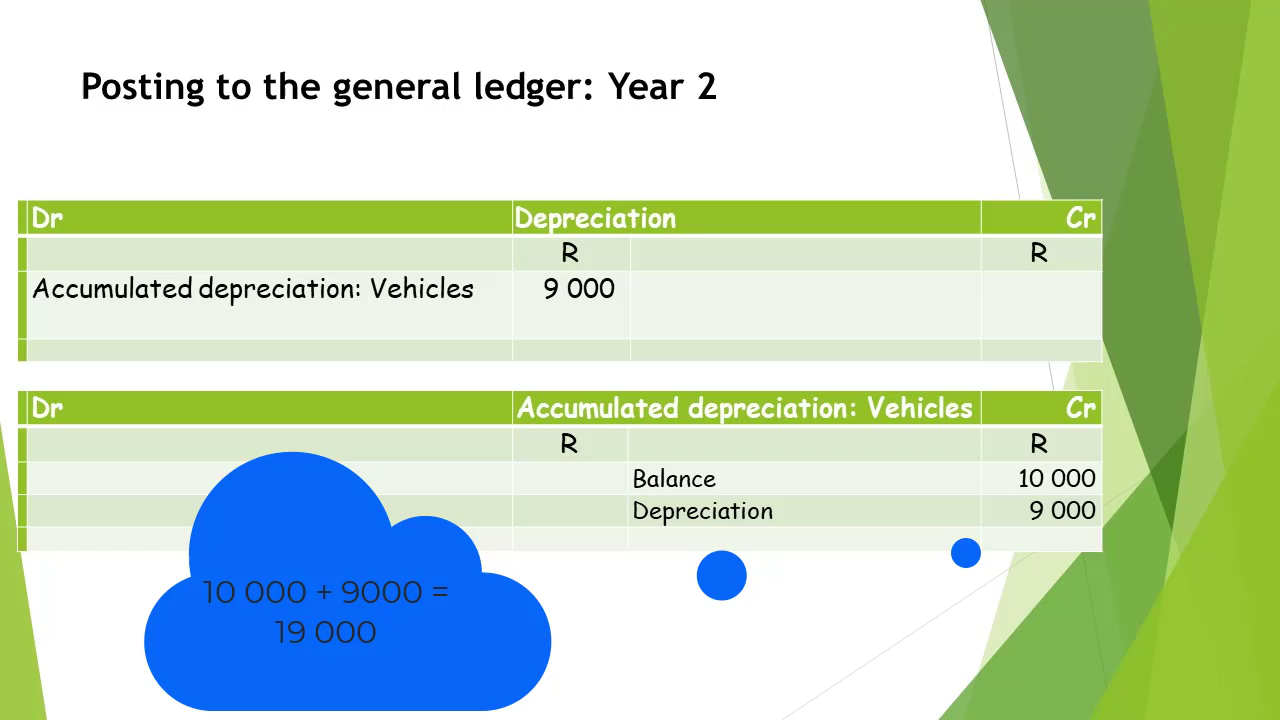 Posting to the general ledger: Year 2
Dr Depreciation Cr
R R
Accumulated depreciation: Vehicles 9 000
Dr Accumulated depreciation: Vehicles Cr
R R
Balance 10 000
Depreciation 9 000
10 000 + 9000 =
19 000